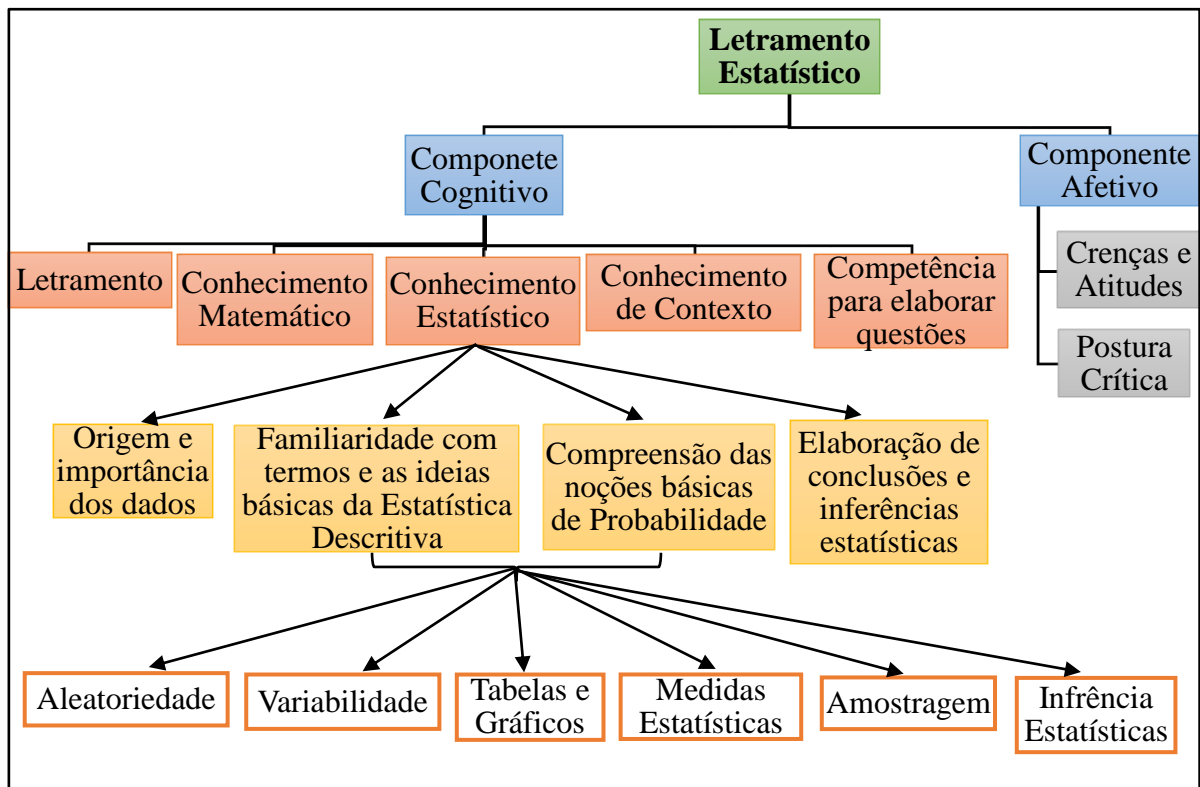 Letramento
Estatístico
Componete
Cognitivo
Componente
Afetivo
Letramento
Conhecimento
Matemático
Conhecimento
Estatístico
Conhecimento
de Contexto
Competência
para elaborar
questões
Crenças e
Atitudes
Postura
Crítica
Origem e
importância
dos dados
Familiaridade com
termos e as ideias
básicas da Estatística
Descritiva
Compreensão das
noções básicas
de Probabilidade
Elaboração de
conclusões e
inferências
estatísticas
Aleatoriedade
Variabilidade
Tabelas e
Gráficos
Medidas
Estatísticas
Amostragem
Infrência
Estatísticas